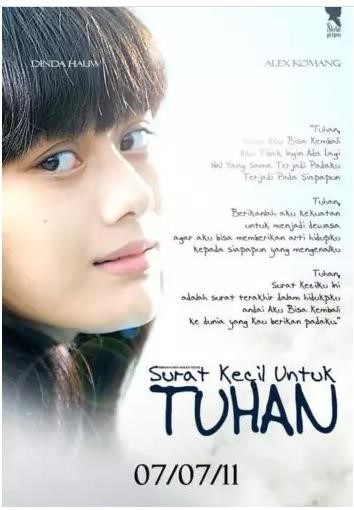 DINDA HAUW
ALEX KOMANG
"Tuhan,
Andai Aku Bisa Kembali
Aku Tidak Ingin Ada Lagi
Hal Yang Sama Terjadi Padaku
Terjadi Pada Siapapun
Tuhan,
Berikanlah aku kekuatan
untuk menjadi dewasa
agar aku bisa memberikan arti hidupku
kepada siapapun yang mengenalku
Tuhan,
Surat Kecilku Ini
adalah surat terakhir dalam hidukpku
andai Aku Bisa Kembali
ke dunia yang Kau berikan padaku"
Surat Kecil Untuk
TUHAN
07/07/11